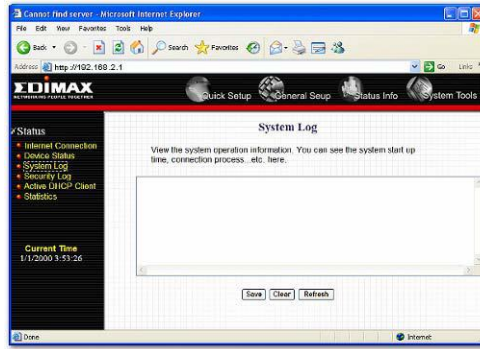 Cannot find server - Microsoft Internet Explorer
File Edit View Favorites Tools Help
Back Search Favorites
Address http://192.168.2.1 Go Links
EDIMAX
NETWORKING PEOPLE TOGETHER
Quick Setup General Seup Status Info System Tools
Status
Internet Connection
Device Status
System Log
Security Log
Active DHCP Client
Statistics
Current Time
1/1/2000 3:53:26
System Log
View the system operation information. You can see the system start up
time, connection process...etc. here.
Save Clear Refresh
Done Internet